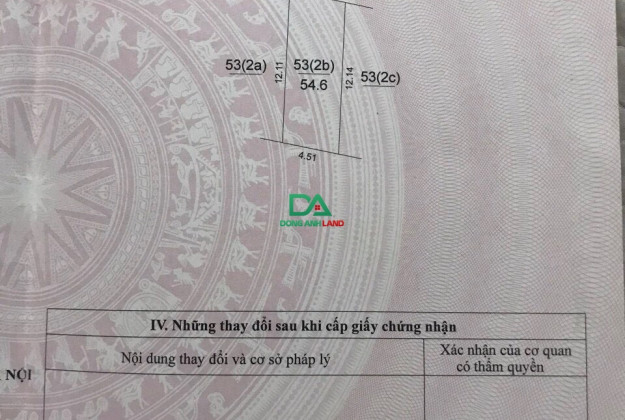 53(2a)
12.11
53(2b)
54.6
12.14
53(2c)
4.51
DA
DONG ANH LAND
IV. Những thay đổi sau khi cấp giấy chứng nhận
Nội dung thay đổi và cơ sở pháp lý
Xác nhận của cơ quan
có thẩm quyền
NỘI